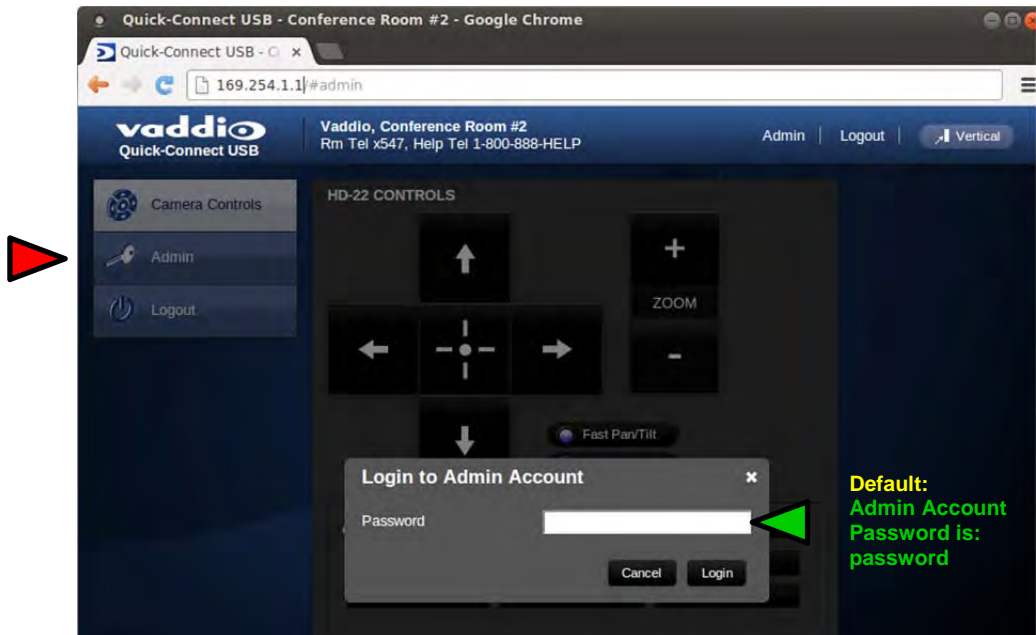 Quick-Connect USB - Conference Room #2 - Google Chrome
Quick-Connect USB - C
169.254.1.1/#admin
vaddio
Quick-Connect USB
Vaddio, Conference Room #2
Rm Tel x547, Help Tel 1-800-888-HELP
Admin | Logout | Vertical
Camera Controls
Admin
Logout
HD-22 CONTROLS
+
ZOOM
-
Fast Pan/Tilt
Login to Admin Account
Password
Cancel
Login
Default:
Admin Account
Password is:
password